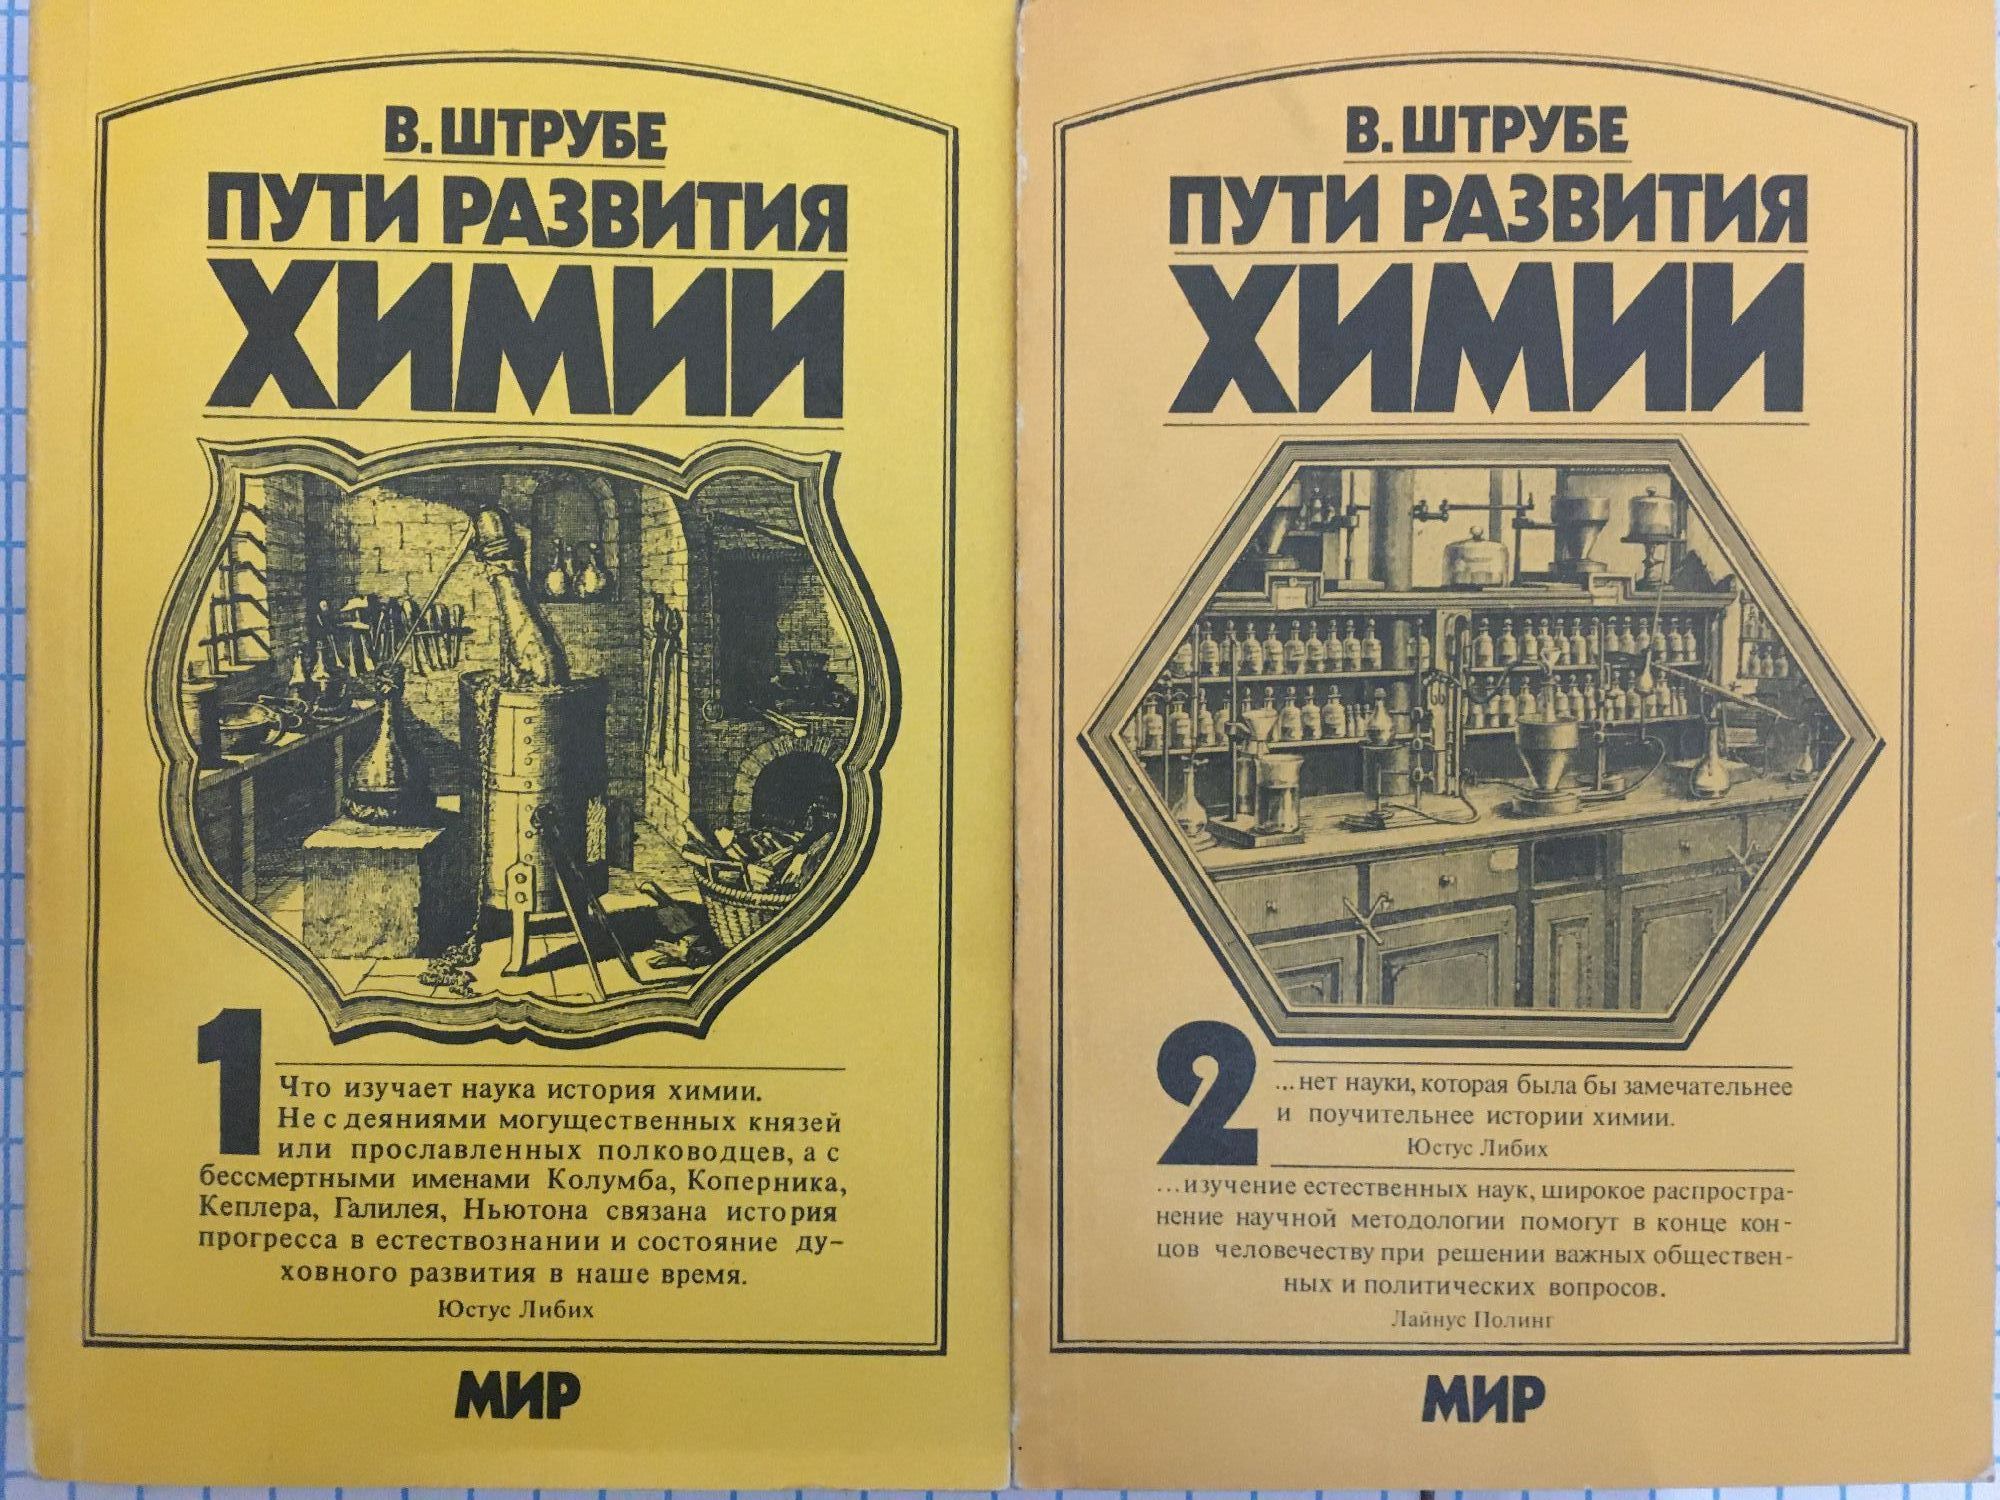 В. ШТРУБЕ
ПУТИ РАЗВИТИЯ
ХИМИИ
1
Что изучает наука история химии.
Не с деяниями могущественных князей
или прославленных полководцев, а с
бессмертными именами Колумба, Коперника,
Кеплера, Галилея, Ньютона связана история
прогресса в естествознании и состояние ду-
ховного развития в наше время.
Юстус Либих
МИР
В. ШТРУБЕ
ПУТИ РАЗВИТИЯ
ХИМИИ
2
...нет науки, которая была бы замечательнее
и поучительнее истории химии.
Юстус Либих
...изучение естественных наук, широкое распростра-
нение научной методологии помогут в конце кон-
цов человечеству при решении важных обществен-
ных и политических вопросов.
Лайнус Полинг
МИР